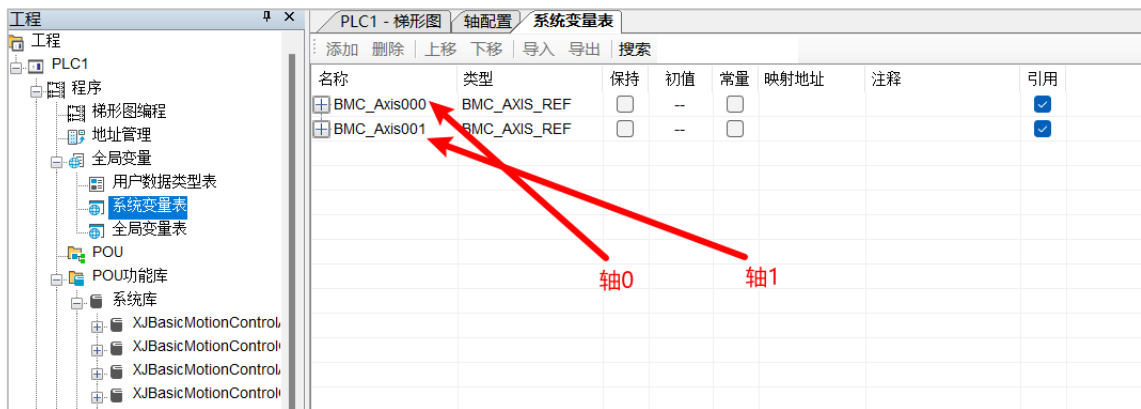 工程
工程
PLC1
程序
梯形图编程
地址管理
全局变量
用户数据类型表
系统变量表
全局变量表
POU
POU功能库
系统库
XJBasicMotionControl
XJBasicMotionControl
XJBasicMotionControl
XJBasicMotionControl
PLC1 - 梯形图 轴配置 系统变量表
添加 删除 上移 下移 导入 导出 搜索
名称 类型 保持 初值 常量 映射地址 注释 引用
BMC_Axis000 BMC_AXIS_REF --
BMC_Axis001 BMC_AXIS_REF --
轴0 轴1